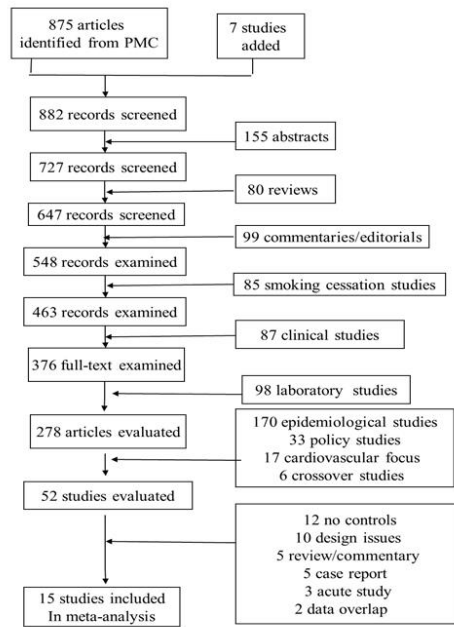 875 articles
identified from PMC
7 studies
added
882 records screened
155 abstracts
727 records screened
80 reviews
647 records screened
99 commentaries/editorials
548 records examined
85 smoking cessation studies
463 records examined
87 clinical studies
376 full-text examined
98 laboratory studies
278 articles evaluated
170 epidemiological studies
33 policy studies
17 cardiovascular focus
6 crossover studies
52 studies evaluated
12 no controls
10 design issues
5 review/commentary
5 case report
3 acute study
2 data overlap
15 studies included
In meta-analysis